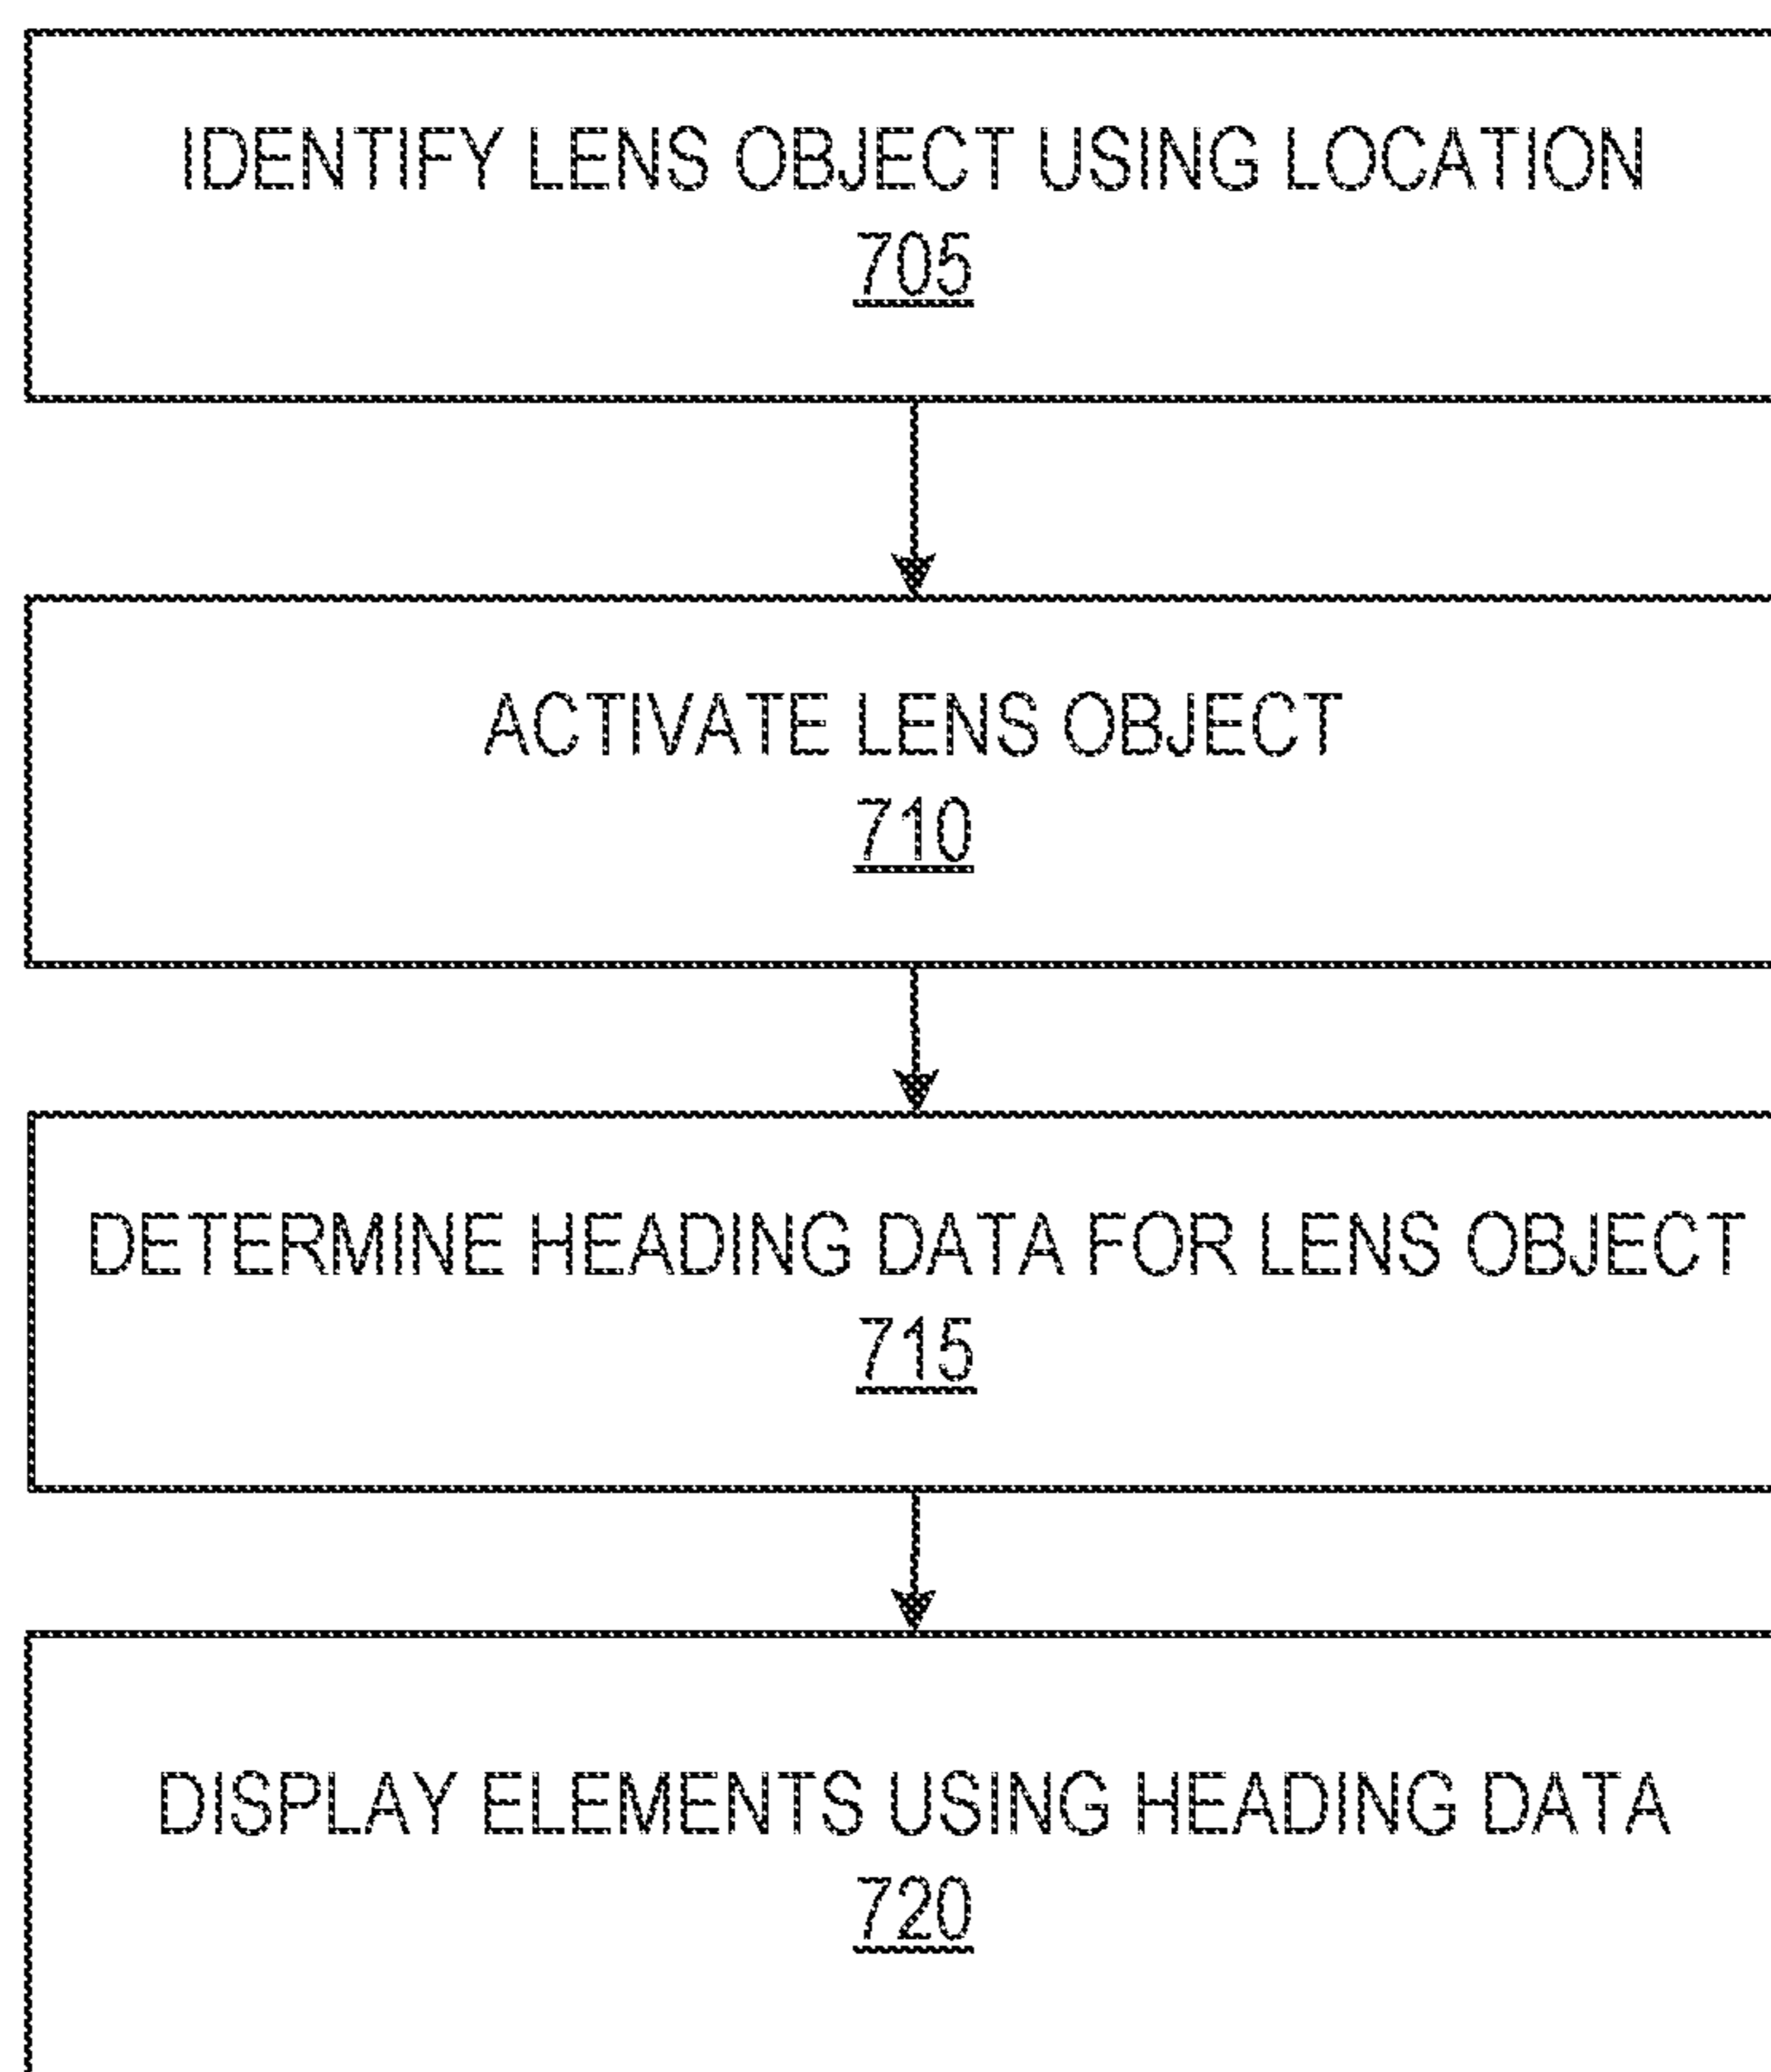 IDENTIFY LENS OBJECT USING LOCATION
705
ACTIVATE LENS OBJECT
710
DETERMINE HEADING DATA FOR LENS OBJECT
715
DISPLAY ELEMENTS USING HEADING DATA
720